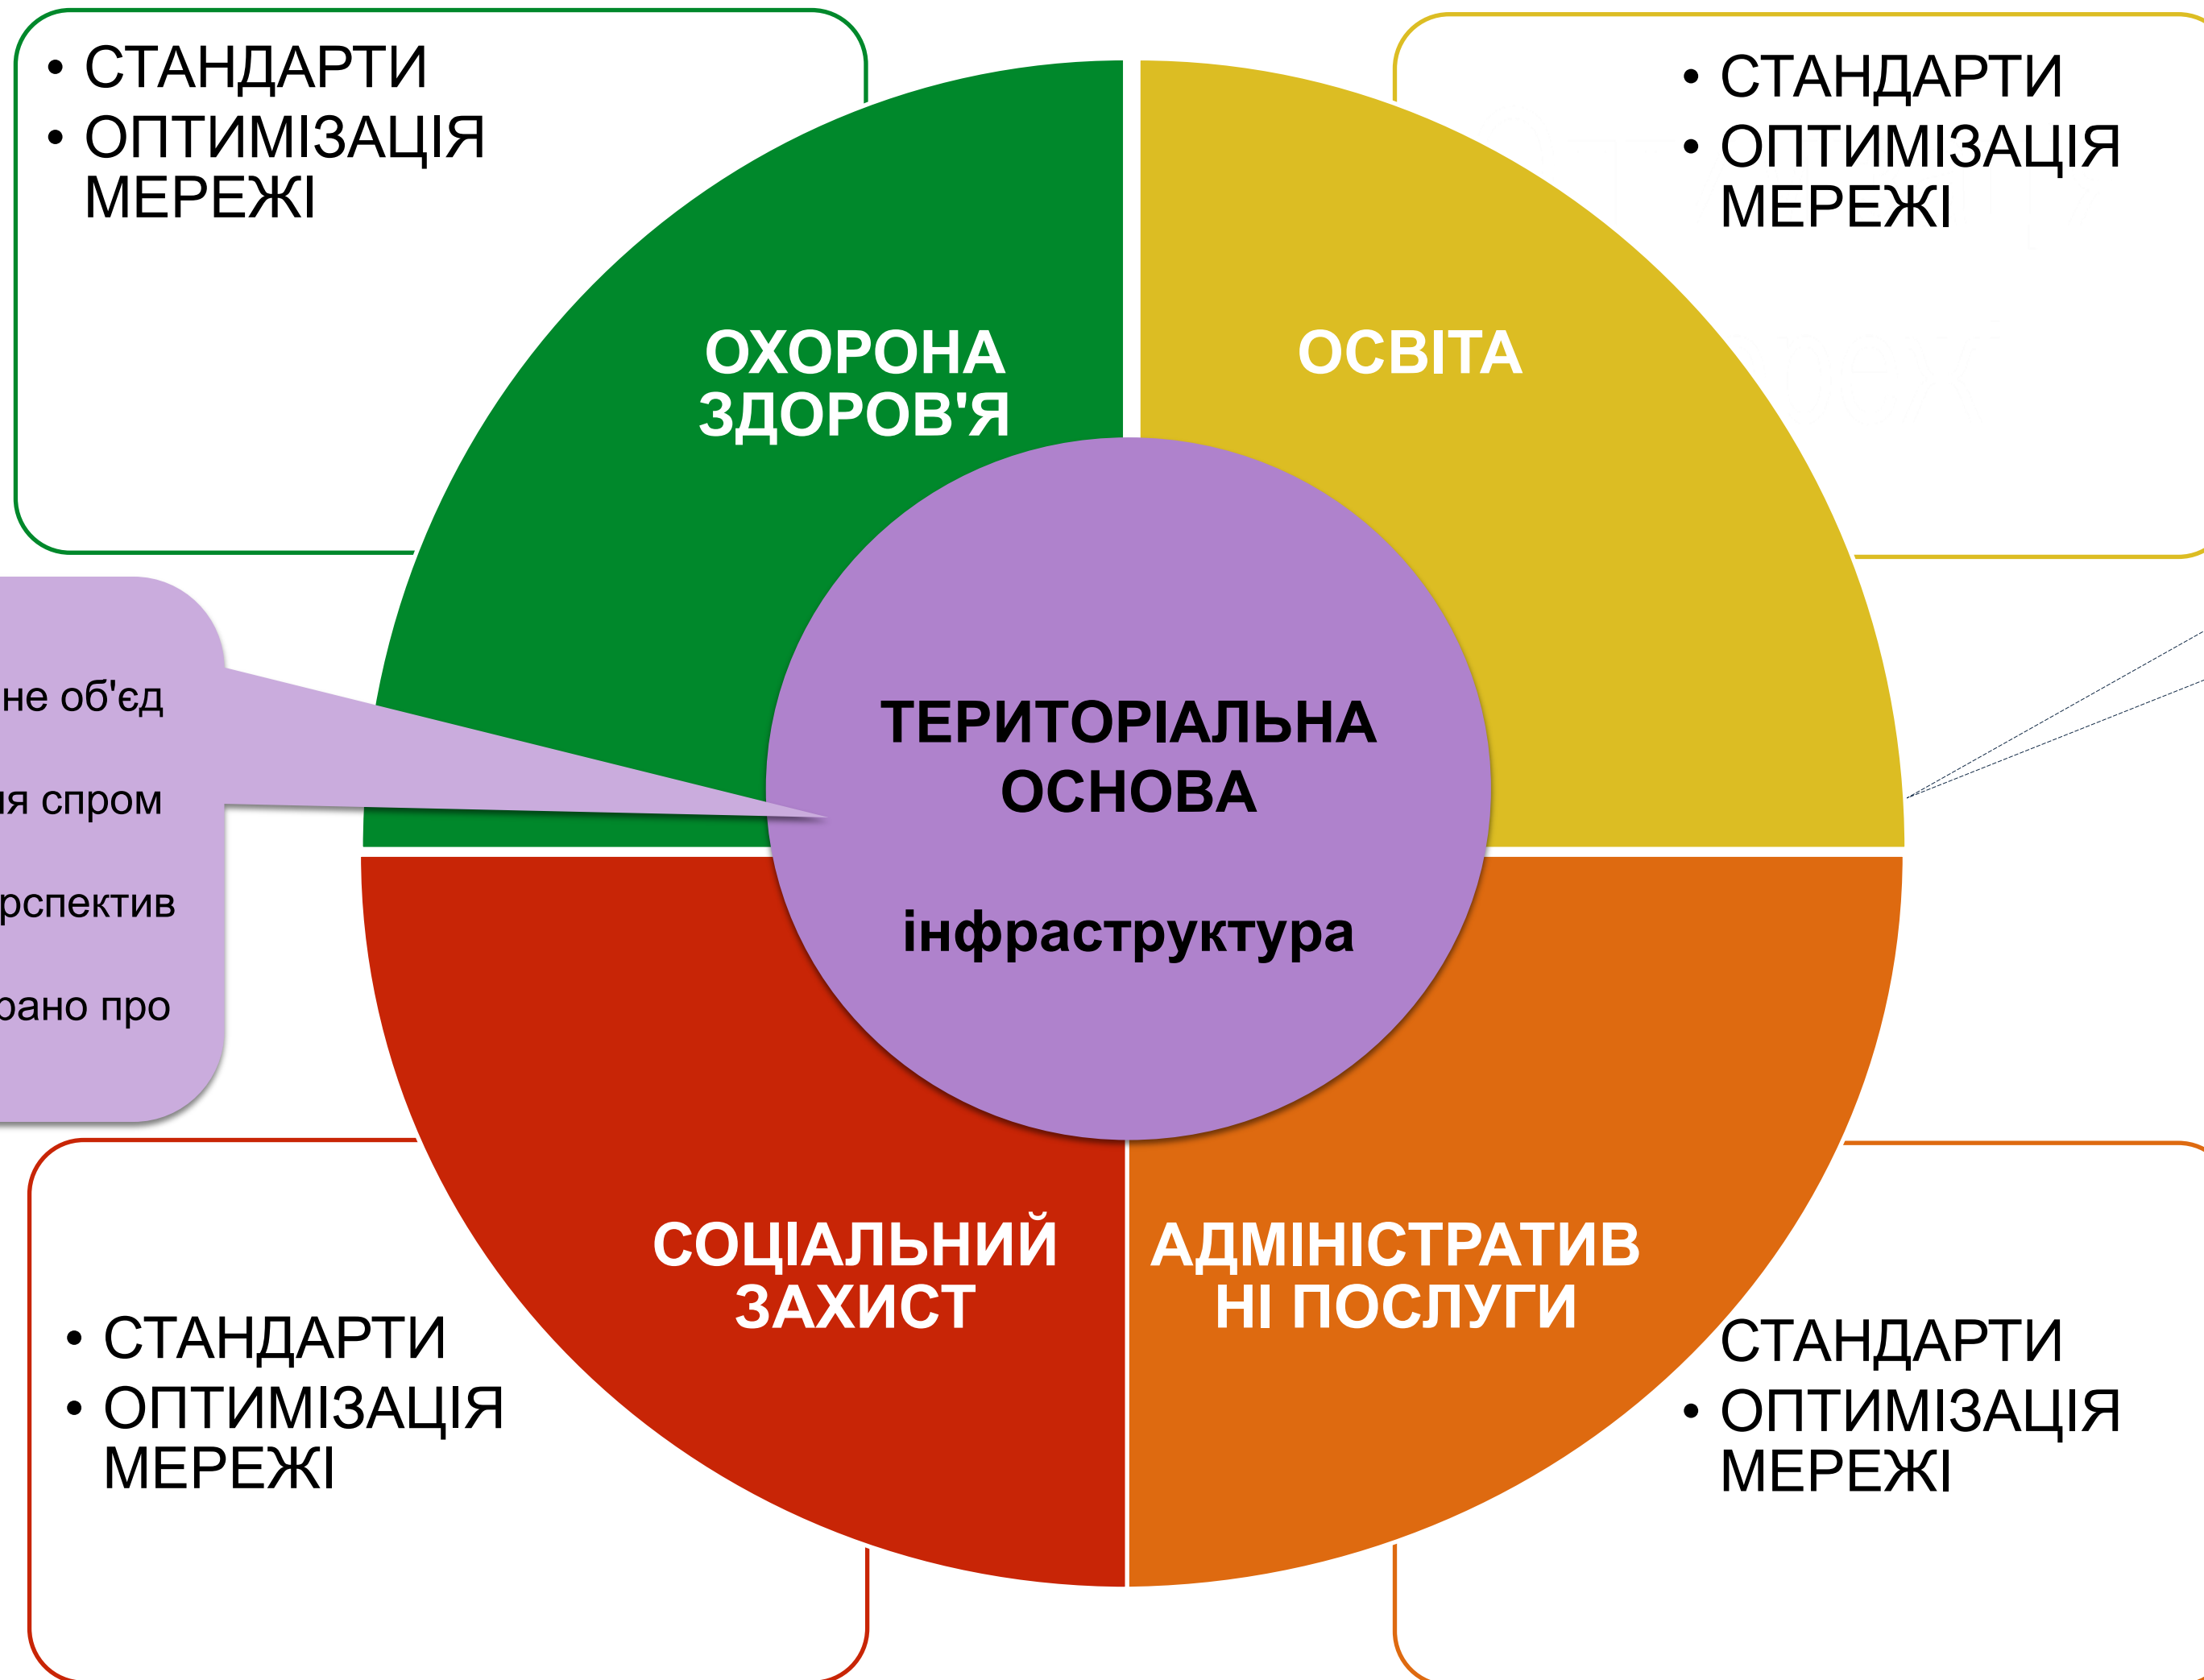 • СТАНДАРТИ
• ОПТИМІЗАЦІЯ
МЕРЕЖІ
• СТАНДАРТИ
• ОПТИМІЗАЦІЯ
МЕРЕЖІ
ОХОРОНА
ЗДОРОВ'Я
ОСВІТА
не об'єд
я спром
рспектив
рано про
ТЕРИТОРІАЛЬНА
ОСНОВА
інфраструктура
СОЦІАЛЬНИЙ
ЗАХИСТ
АДМІНІСТРАТИВ
НІ ПОСЛУГИ
• СТАНДАРТИ
• ОПТИМІЗАЦІЯ
МЕРЕЖІ
СТАНДАРТИ
• ОПТИМІЗАЦІЯ
МЕРЕЖІ